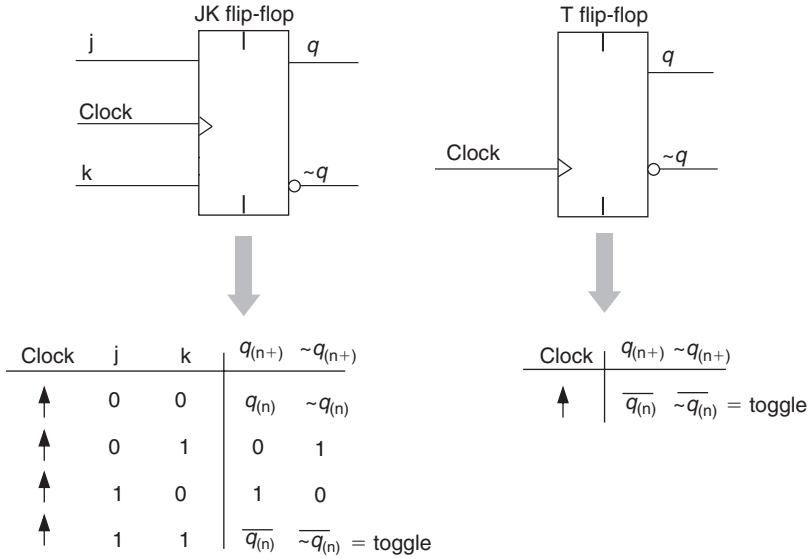 JK flip-flop
T flip-flop
j
q
Clock
k
~q
q
Clock
~q
Clock j k q(n+) ~q(n+)
0 0 q(n) ~q(n)
0 1 0 1
1 0 1 0
1 1 q̅(n) ~q̅(n) = toggle
Clock q(n+) ~q(n+)
q̅(n) ~q̅(n) = toggle